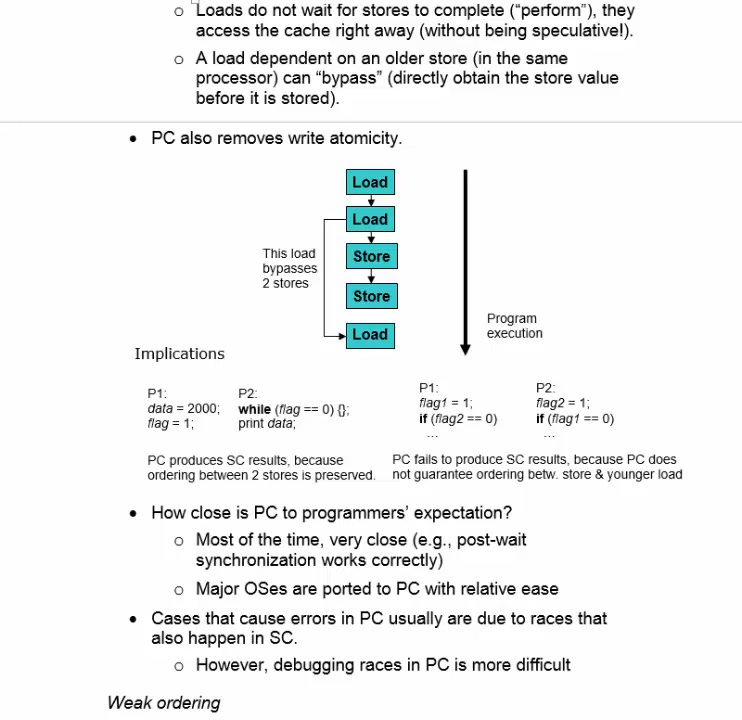 o Loads do not wait for stores to complete (“perform”), they
access the cache right away (without being speculative!).
o A load dependent on an older store (in the same
processor) can “bypass” (directly obtain the store value
before it is stored).
• PC also removes write atomicity.
Load
Load
This load
bypasses
2 stores
Store
Store
Load
Program
execution
Implications
P1:
data = 2000;
flag = 1;
P2:
while (flag == 0) {};
print data;
PC produces SC results, because
ordering between 2 stores is preserved.
P1:
flag1 = 1;
if (flag2 == 0)
...
P2:
flag2 = 1;
if (flag1 == 0)
...
PC fails to produce SC results, because PC does
not guarantee ordering betw. store & younger load
• How close is PC to programmers’ expectation?
o Most of the time, very close (e.g., post-wait
synchronization works correctly)
o Major OSes are ported to PC with relative ease
• Cases that cause errors in PC usually are due to races that
also happen in SC.
o However, debugging races in PC is more difficult
Weak ordering